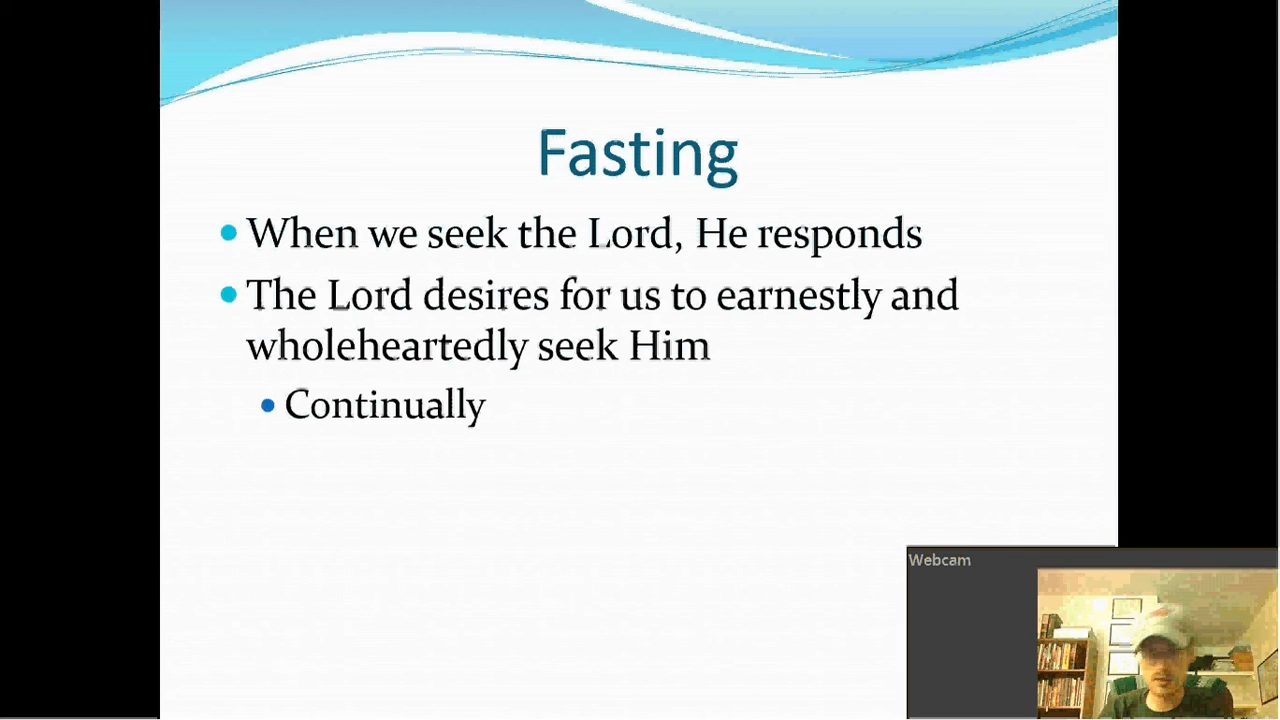 Fasting
When we seek the Lord, He responds
The Lord desires for us to earnestly and
wholeheartedly seek Him
Continually
Webcam